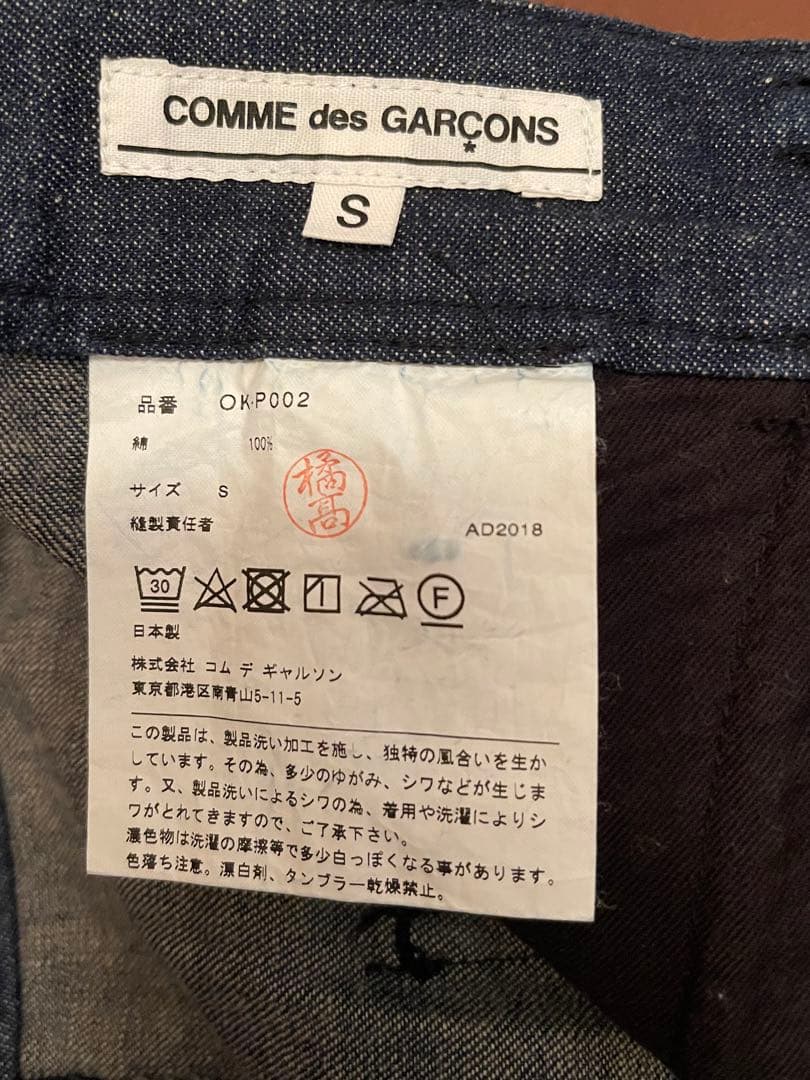 COMME des GARÇONS
*
S
品番 OK-P002
綿 100%
サイズ S
橘高
縫製責任者 AD2018
30
F
日本製
株式会社 コム デ ギャルソン
東京都港区南青山5-11-5
この製品は、製品洗い加工を施し、独特の風合いを生か
しています。その為、多少のゆがみ、シワなどが生じま
す。又、製品洗いによるシワの為、着用や洗濯によりシ
ワがとれてきますので、ご了承下さい。
濃色物は洗濯の摩擦等で多少白っぽくなる事があります。
色落ち注意。漂白剤、タンブラー乾燥禁止。